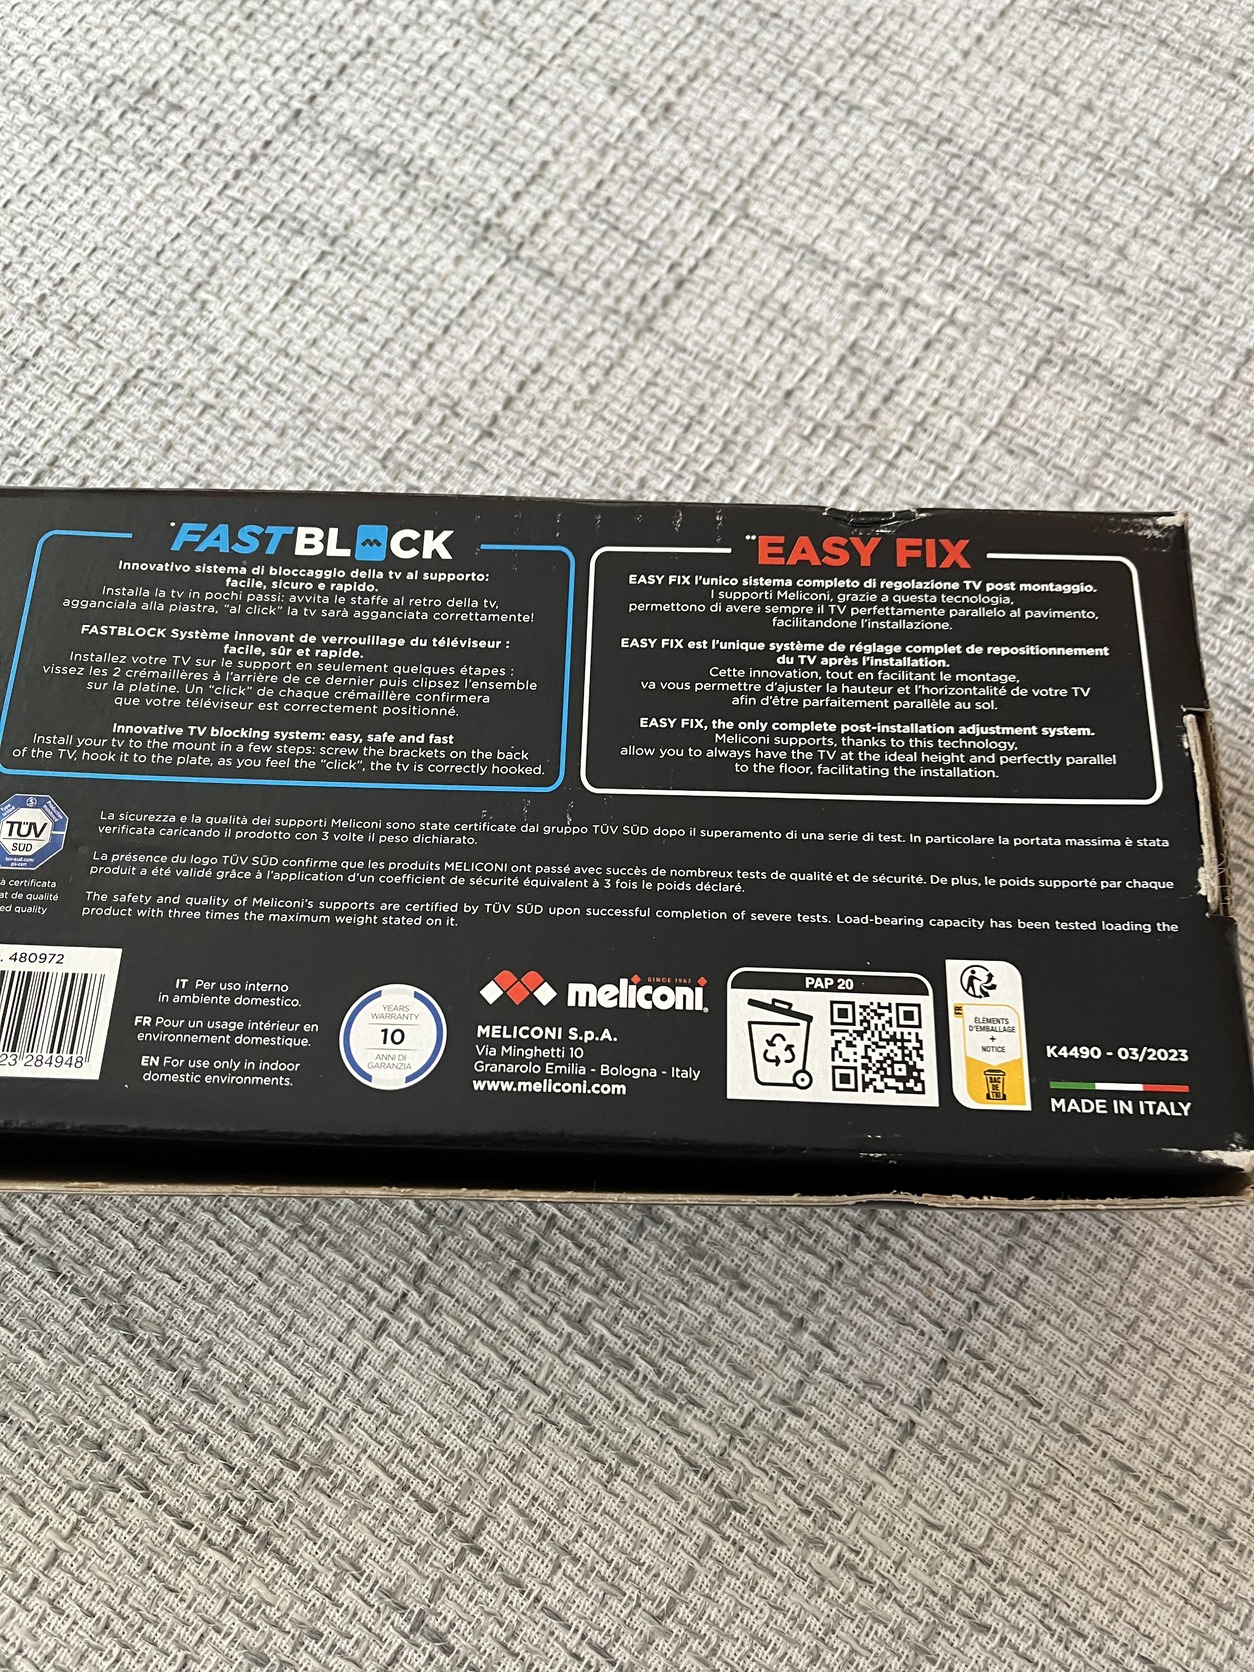 FASTBLOCK
Innovativo sistema di bloccaggio della tv al supporto:
facile, sicuro e rapido.
Installa la tv in pochi passi: avvita le staffe al retro della tv,
agganciala alla piastra, "al click" la tv sarà agganciata correttamente!
FASTBLOCK Système innovant de verrouillage du téléviseur :
facile, sûr et rapide.
Installez votre TV sur le support en seulement quelques étapes :
vissez les 2 crémaillères à l'arrière de ce dernier puis clipsez l'ensemble
sur la platine. Un "click" de chaque crémaillère confirmera
que votre téléviseur est correctement positionné.
Innovative TV blocking system: easy, safe and fast
Install your tv to the mount in a few steps: screw the brackets on the back
of the TV, hook it to the plate, as you feel the "click", the tv is correctly hooked.
EASY FIX
EASY FIX l'unico sistema completo di regolazione TV post montaggio.
I supporti Meliconi, grazie a questa tecnologia,
permettono di avere sempre il TV perfettamente parallelo al pavimento,
facilitandone l'installazione.
EASY FIX est l'unique système de réglage complet de repositionnement
du TV après l'installation.
Cette innovation, tout en facilitant le montage,
va vous permettre d'ajuster la hauteur et l'horizontalité de votre TV
afin d'être parfaitement parallèle au sol.
EASY FIX, the only complete post-installation adjustment system.
Meliconi supports, thanks to this technology,
allow you to always have the TV at the ideal height and perfectly parallel
to the floor, facilitating the installation.
TÜV
SÜD
à certificata
at de qualité
ed quality
La sicurezza e la qualità dei supporti Meliconi sono state certificate dal gruppo TÜV SÜD dopo il superamento di una serie di test. In particolare la portata massima è stata
verificata caricando il prodotto con 3 volte il peso dichiarato.
La présence du logo TÜV SÜD confirme que les produits MELICONI ont passé avec succès de nombreux tests de qualité et de sécurité. De plus, le poids supporté par chaque
produit a été validé grâce à l'application d'un coefficient de sécurité équivalent à 3 fois le poids déclaré.
The safety and quality of Meliconi's supports are certified by TÜV SÜD upon successful completion of severe tests. Load-bearing capacity has been tested loading the
product with three times the maximum weight stated on it.
. 480972
23 284948
IT Per uso interno
in ambiente domestico.
FR Pour un usage intérieur en
environnement domestique.
EN For use only in indoor
domestic environments.
YEARS
WARRANTY
10
ANNI DI
GARANZIA
SINCE 1967
meliconi
MELICONI S.p.A.
Via Minghetti 10
Granarolo Emilia - Bologna - Italy
www.meliconi.com
PAP 20
FR
ÉLÉMENTS
D'EMBALLAGE
+
NOTICE
BAC
DE
TRI
K4490 - 03/2023
MADE IN ITALY